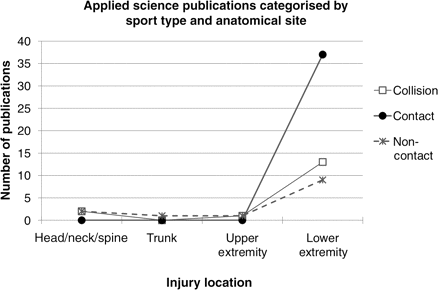 Applied science publications categorised by
sport type and anatomical site
Number of publications
40
35
30
25
20
15
10
5
0
Head/neck/spine
Trunk
Upper
extremity
Lower
extremity
Injury location
Collision
Contact
Non-
contact